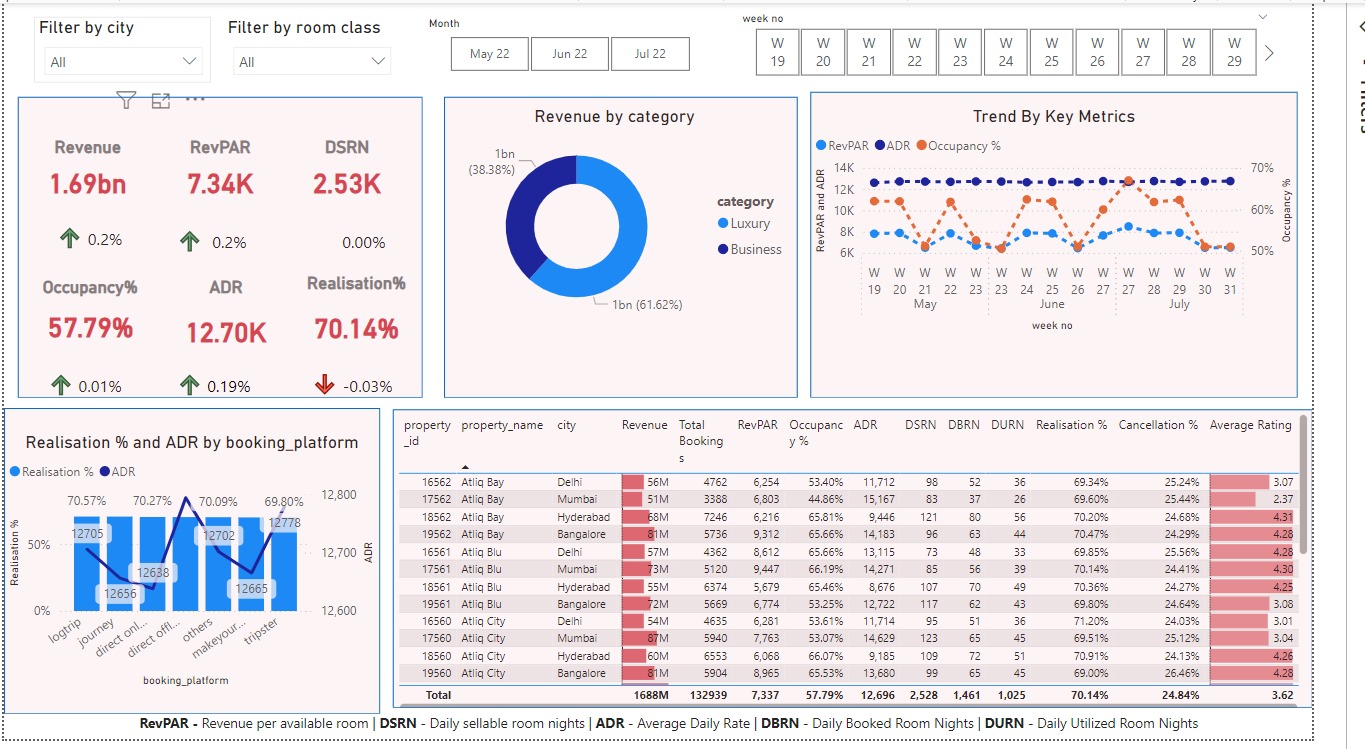 Filter by city
Filter by room class
Month
week no
All
All
May 22 Jun 22 Jul 22
W 19 W 20 W 21 W 22 W 23 W 24 W 25 W 26 W 27 W 28 W 29
Filters
Revenue RevPAR DSRN
1.69bn 7.34K 2.53K
0.2% 0.2% 0.00%
Occupancy% ADR Realisation%
57.79% 12.70K 70.14%
0.01% 0.19% -0.03%
Revenue by category
1bn
(38.38%)
category
Luxury
Business
1bn (61.62%)
Trend By Key Metrics
RevPAR ADR Occupancy %
RevPAR and ADR
14K
12K
10K
8K
6K
70%
60%
50%
Occupancy %
W W W W W W W W W W W W W W W
19 20 21 22 23 23 24 25 26 27 27 28 29 30 31
May June July
week no
Realisation % and ADR by booking_platform
Realisation % ADR
Realisation %
50%
0%
70.57% 70.27% 70.09% 69.80%
12705 12656 12638 12702 12665 12778
12,800
12,700
12,600
ADR
logtrip journey direct onl... direct offl... others makeyour... tripster
booking_platform
property_id property_name city Revenue Total Bookings RevPAR Occupancy % ADR DSRN DBRN DURN Realisation % Cancellation % Average Rating
16562 Atliq Bay Delhi 56M 4762 6,254 53.40% 11,712 98 52 36 69.34% 25.24% 3.07
17562 Atliq Bay Mumbai 51M 3388 6,803 44.86% 15,167 83 37 26 69.60% 25.44% 2.37
18562 Atliq Bay Hyderabad 68M 7246 6,216 65.81% 9,446 121 80 56 70.20% 24.68% 4.31
19562 Atliq Bay Bangalore 81M 5736 9,312 65.66% 14,183 96 63 44 70.47% 24.29% 4.28
16561 Atliq Blu Delhi 57M 4362 8,612 65.66% 13,115 73 48 33 69.85% 25.56% 4.28
17561 Atliq Blu Mumbai 73M 5120 9,447 66.19% 14,271 85 56 39 70.14% 24.41% 4.30
18561 Atliq Blu Hyderabad 55M 6374 5,679 65.46% 8,676 107 70 49 70.36% 24.27% 4.25
19561 Atliq Blu Bangalore 72M 5669 6,774 53.25% 12,722 117 62 43 69.80% 24.64% 3.08
16560 Atliq City Delhi 54M 4635 6,281 53.61% 11,714 95 51 36 71.20% 24.03% 3.01
17560 Atliq City Mumbai 87M 5940 7,763 53.07% 14,629 123 65 45 69.51% 25.12% 3.04
18560 Atliq City Hyderabad 60M 6553 6,068 66.07% 9,185 109 72 51 70.91% 24.13% 4.26
19560 Atliq City Bangalore 81M 5904 8,965 65.53% 13,680 99 65 45 69.00% 26.46% 4.28
Total 1688M 132939 7,337 57.79% 12,696 2,528 1,461 1,025 70.14% 24.84% 3.62
RevPAR - Revenue per available room | DSRN - Daily sellable room nights | ADR - Average Daily Rate | DBRN - Daily Booked Room Nights | DURN - Daily Utilized Room Nights